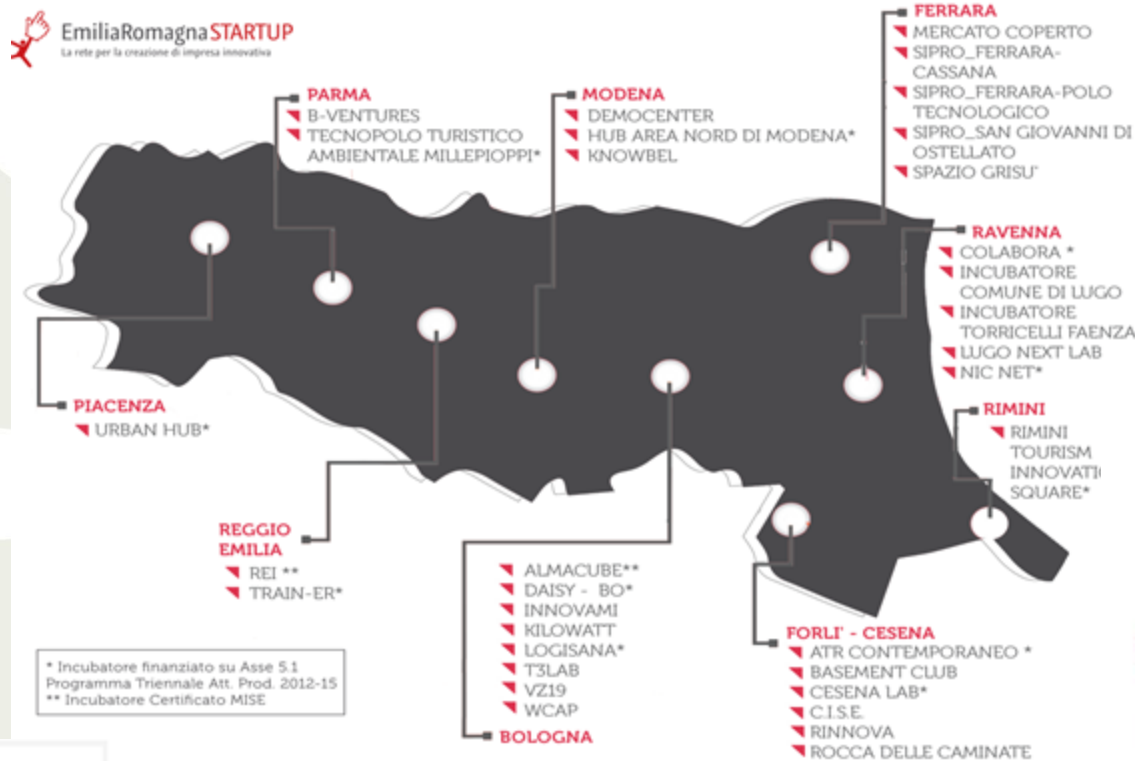 EmiliaRomagnaSTARTUP
La rete per la creazione di impresa innovativa
PARMA
B-VENTURES
TECNOPOLO TURISTICO
AMBIENTALE MILLEPIOPPI*
MODENA
DEMOCENTER
HUB AREA NORD DI MODENA*
KNOWBEL
FERRARA
MERCATO COPERTO
SIPRO_FERRARA-
CASSANA
SIPRO_FERRARA-POLO
TECNOLOGICO
SIPRO_SAN GIOVANNI DI
OSTELLATO
SPAZIO GRISU'
RAVENNA
COLABORA *
INCUBATORE
COMUNE DI LUGO
INCUBATORE
TORRICELLI FAENZA
LUGO NEXT LAB
NIC NET*
RIMINI
RIMINI
TOURISM
INNOVATI
SQUARE*
PIACENZA
URBAN HUB*
REGGIO
EMILIA
REI **
TRAIN-ER*
ALMACUBE**
DAISY - BO*
INNOVAMI
KILOWATT
LOGISANA*
T3LAB
VZ19
WCAP
BOLOGNA
FORLI' - CESENA
ATR CONTEMPORANEO *
BASEMENT CLUB
CESENA LAB*
C.I.S.E.
RINNOVA
ROCCA DELLE CAMINATE
* Incubatore finanziato su Asse 5.1
Programma Triennale Att. Prod. 2012-15
** Incubatore Certificato MISE